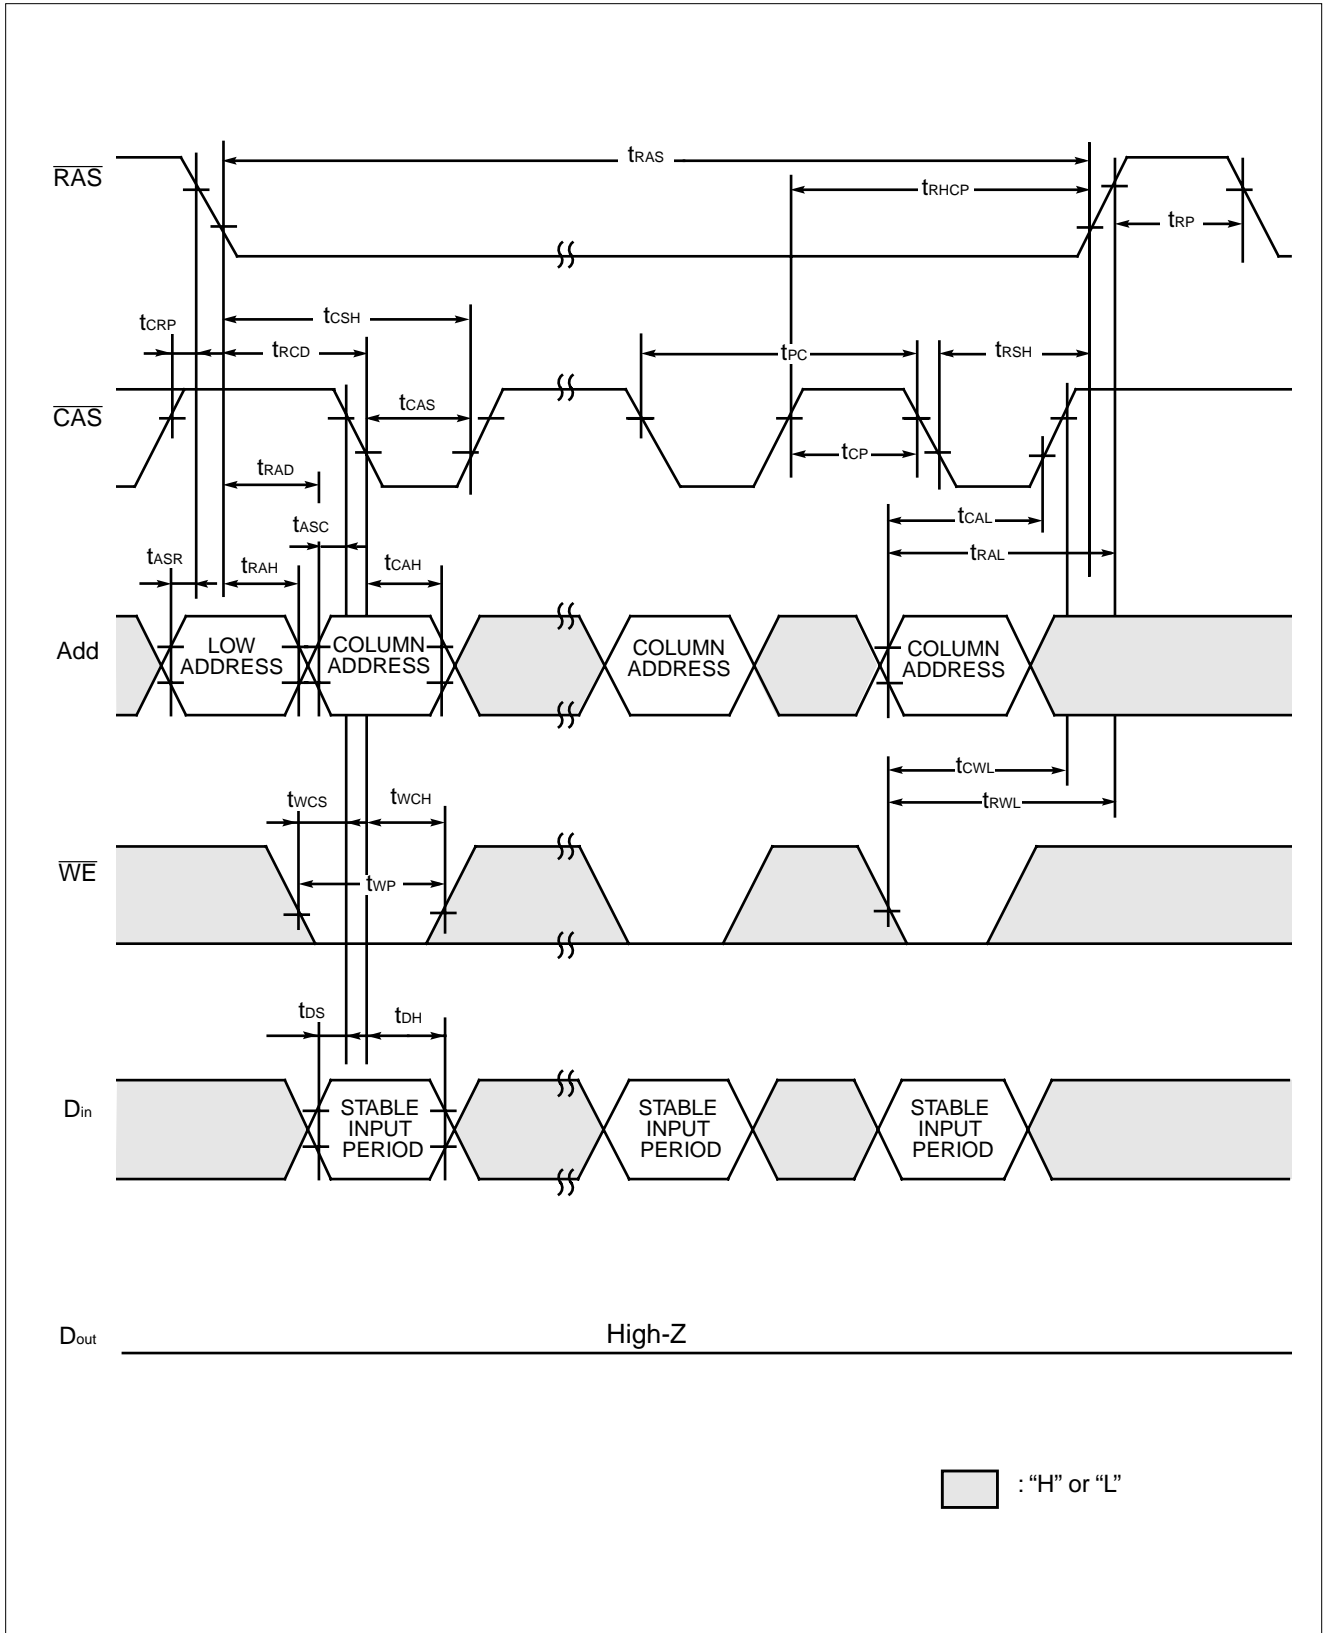 RAS
tRAS
tRHCP
tRP
tCRP
tCSH
tRCD
tPC
tRSH
CAS
tCAS
tCP
tRAD
tASC
tCAL
tASR
tRAH
tCAH
tRAL
Add
LOW
ADDRESS
COLUMN
ADDRESS
COLUMN
ADDRESS
COLUMN
ADDRESS
tCWL
tWCS
tWCH
tRWL
WE
tWP
tDS
tDH
Din
STABLE
INPUT
PERIOD
STABLE
INPUT
PERIOD
STABLE
INPUT
PERIOD
Dout
High-Z
: “H” or “L”